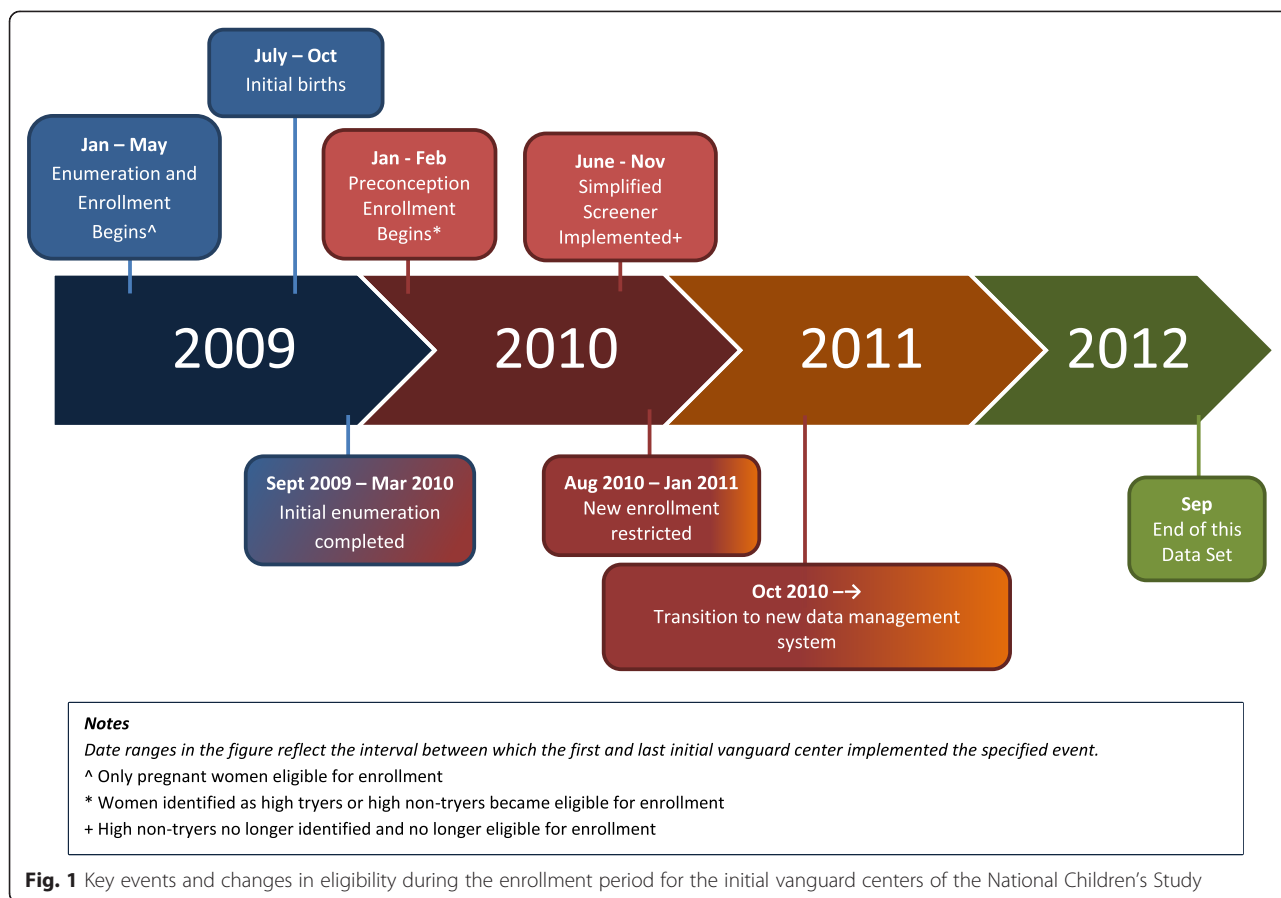 July – Oct
Initial births
Jan – May
Enumeration and
Enrollment
Begins^
Jan - Feb
Preconception
Enrollment
Begins*
June - Nov
Simplified
Screener
Implemented+
2009
2010
2011
2012
Sept 2009 – Mar 2010
Initial enumeration
completed
Aug 2010 – Jan 2011
New enrollment
restricted
Oct 2010 –→
Transition to new data management
system
Sep
End of this
Data Set
Notes
Date ranges in the figure reflect the interval between which the first and last initial vanguard center implemented the specified event.
^ Only pregnant women eligible for enrollment
* Women identified as high tryers or high non-tryers became eligible for enrollment
+ High non-tryers no longer identified and no longer eligible for enrollment
Fig. 1 Key events and changes in eligibility during the enrollment period for the initial vanguard centers of the National Children's Study